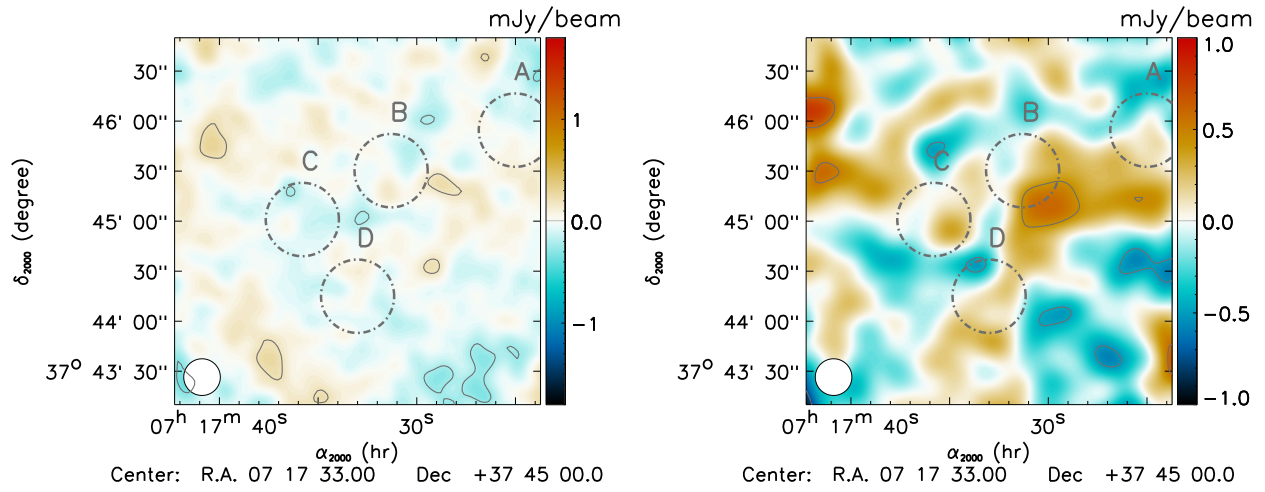 mJy/beam
30''
46' 00''
30''
45' 00''
30''
44' 00''
37° 43' 30''
δ2000 (degree)
A
B
C
D
1
0.0
−1
07h 17m 40s
30s
α2000 (hr)
Center: R.A. 07 17 33.00 Dec +37 45 00.0
mJy/beam
30''
46' 00''
30''
45' 00''
30''
44' 00''
37° 43' 30''
δ2000 (degree)
A
B
C
D
1.0
0.5
0.0
−0.5
−1.0
07h 17m 40s
30s
α2000 (hr)
Center: R.A. 07 17 33.00 Dec +37 45 00.0